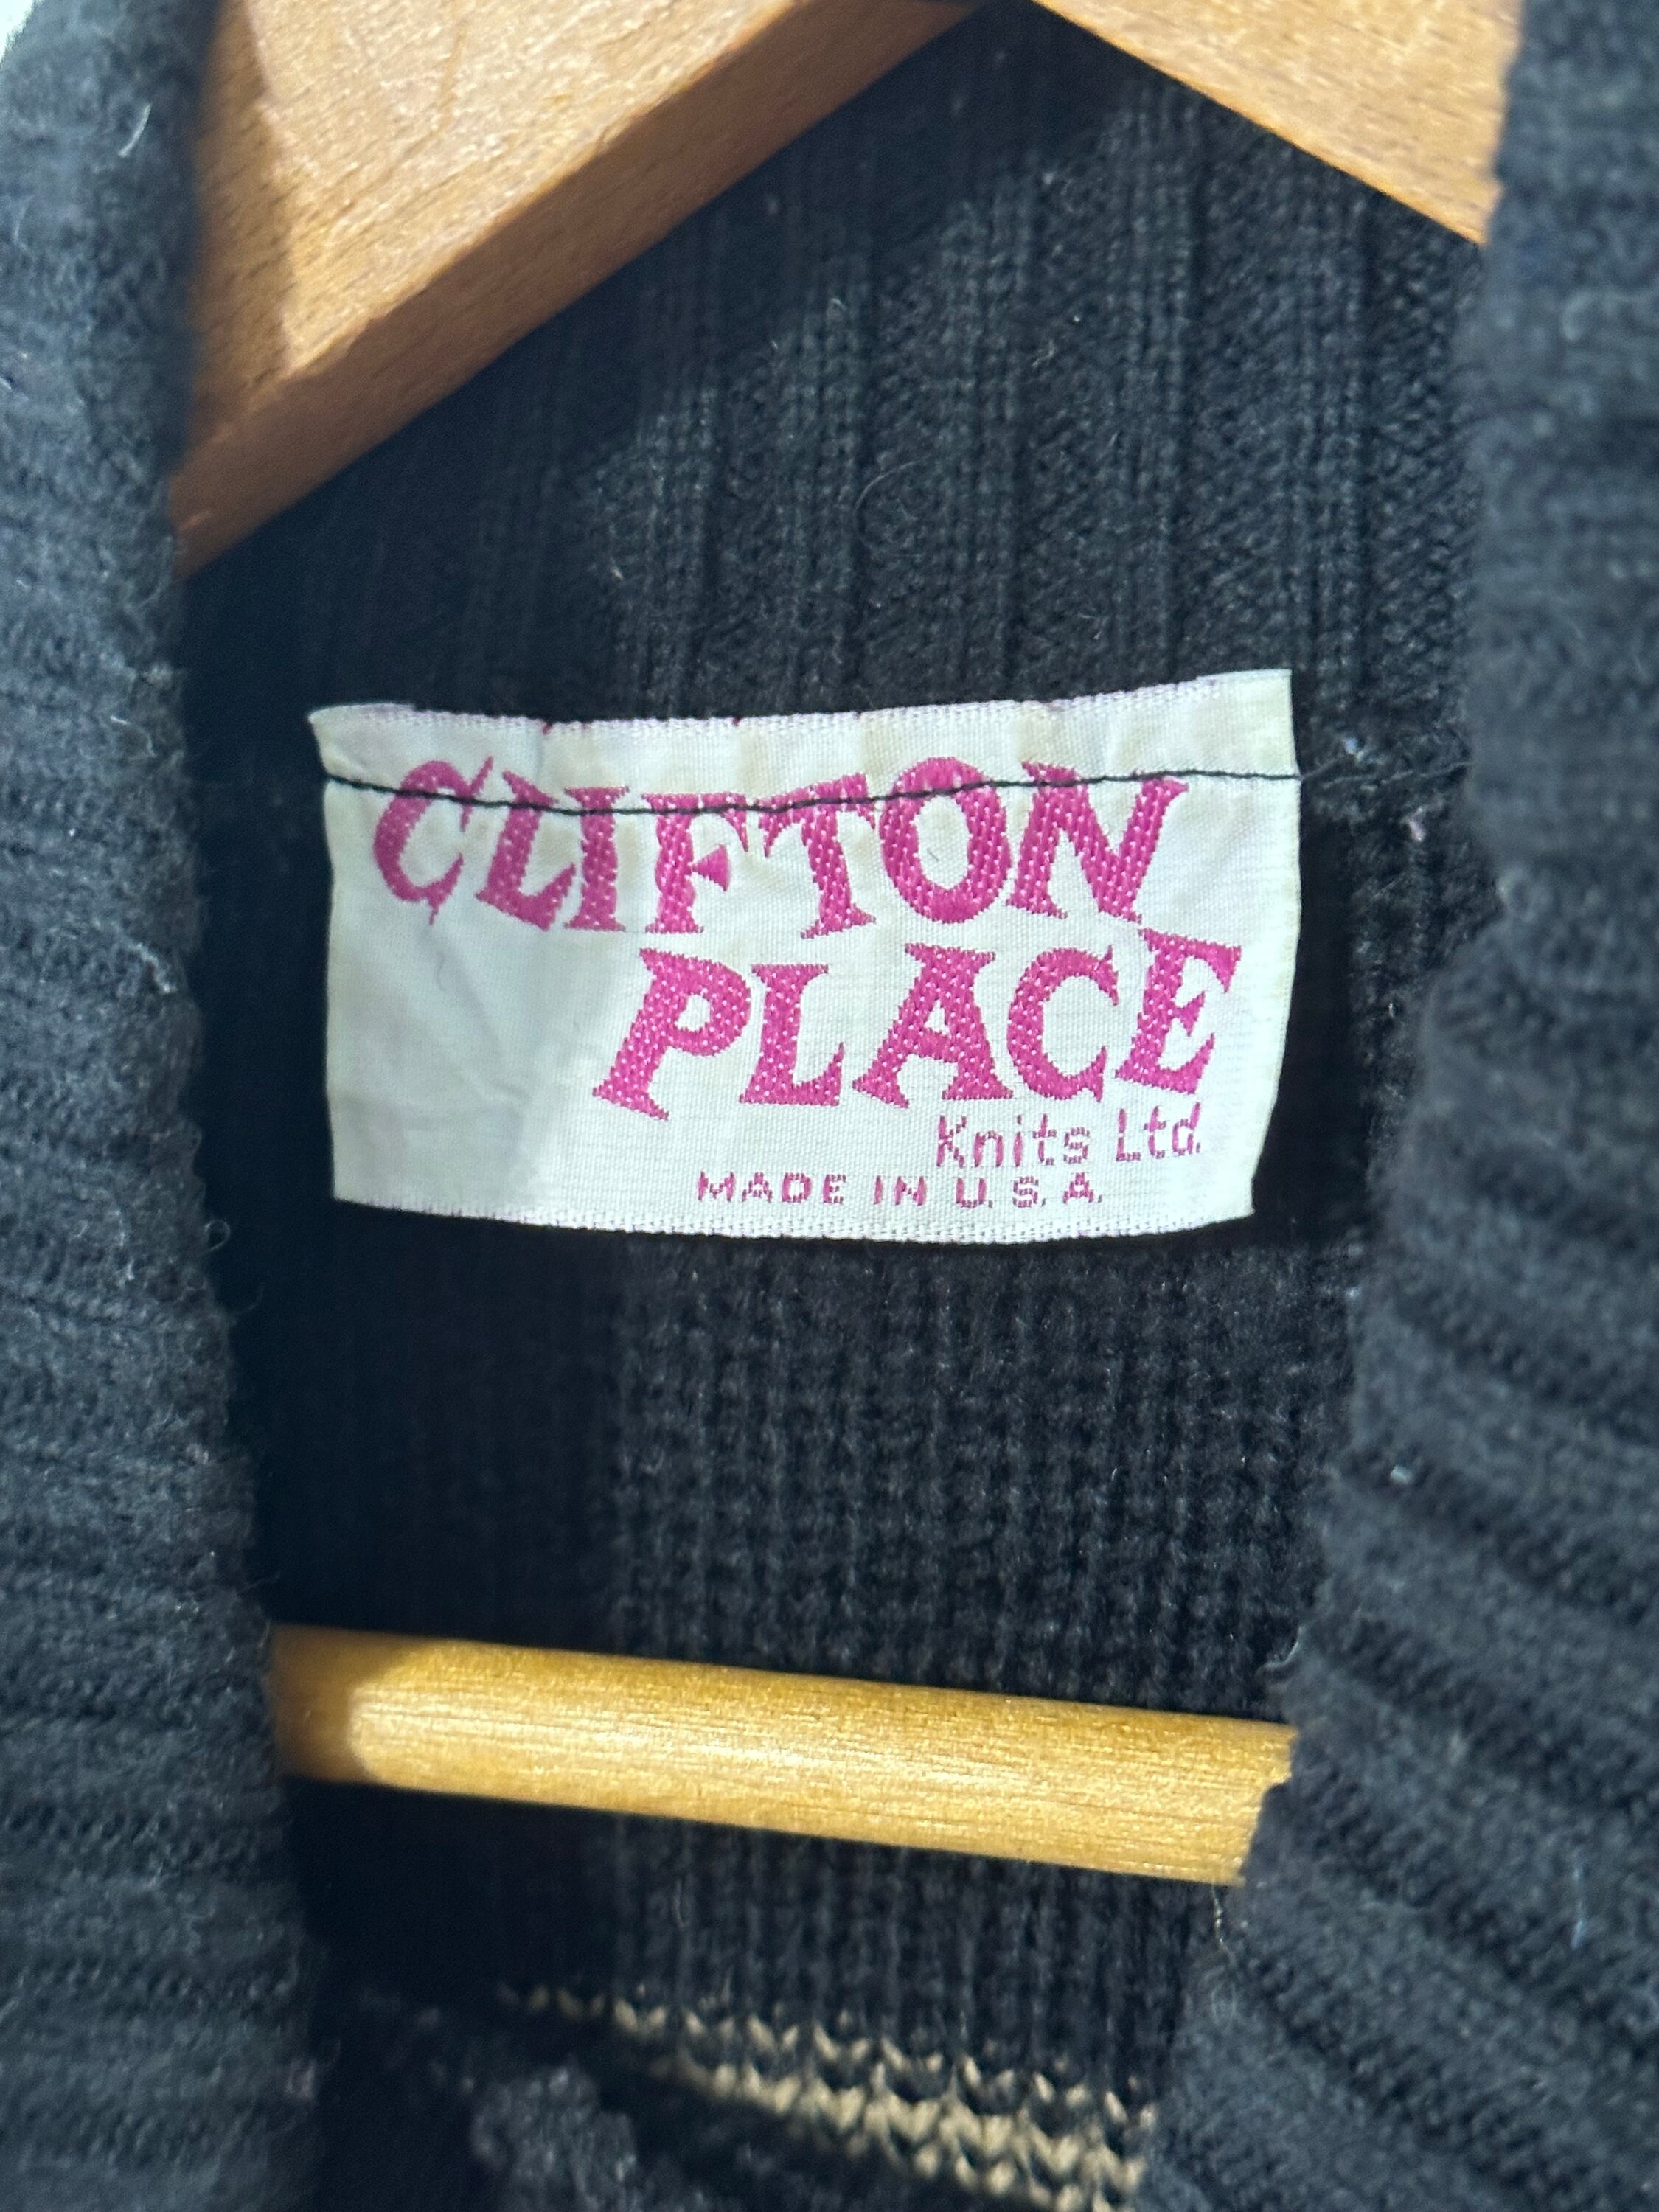 CLIFTON
PLACE
Knits Ltd.
MADE IN U.S.A.